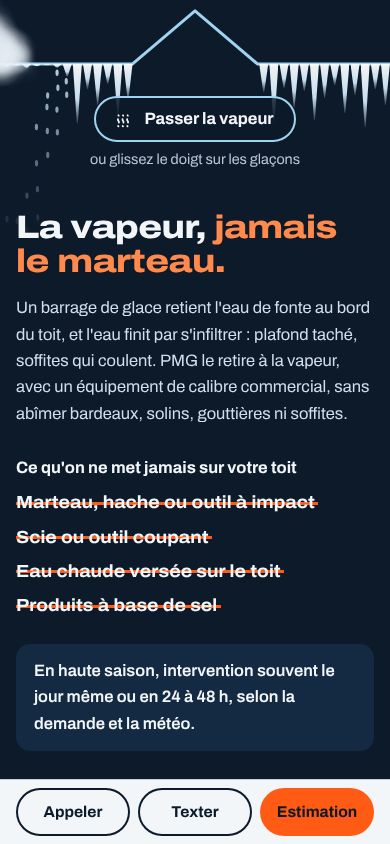 Passer la vapeur
ou glissez le doigt sur les glaçons
La vapeur, jamais
le marteau.
Un barrage de glace retient l'eau de fonte au bord
du toit, et l'eau finit par s'infiltrer : plafond taché,
soffites qui coulent. PMG le retire à la vapeur,
avec un équipement de calibre commercial, sans
abîmer bardeaux, solins, gouttières ni soffites.
Ce qu'on ne met jamais sur votre toit
Marteau, hache ou outil à impact
Scie ou outil coupant
Eau chaude versée sur le toit
Produits à base de sel
En haute saison, intervention souvent le
jour même ou en 24 à 48 h, selon la
demande et la météo.
Appeler
Texter
Estimation